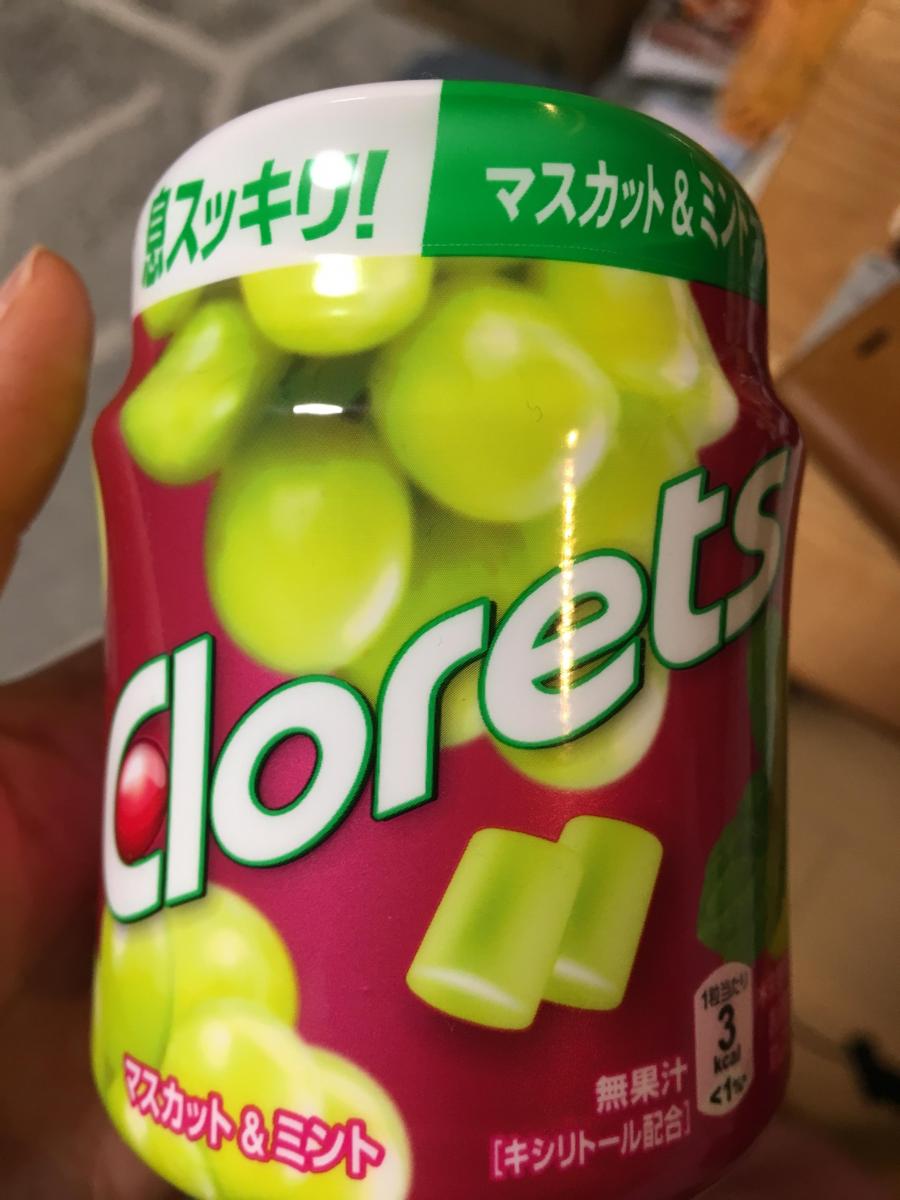 息スッキリ!
マスカット&ミント
Clorets
1粒当たり
3
kcal
<1%*
無果汁
[キシリトール配合]
マスカット&ミント